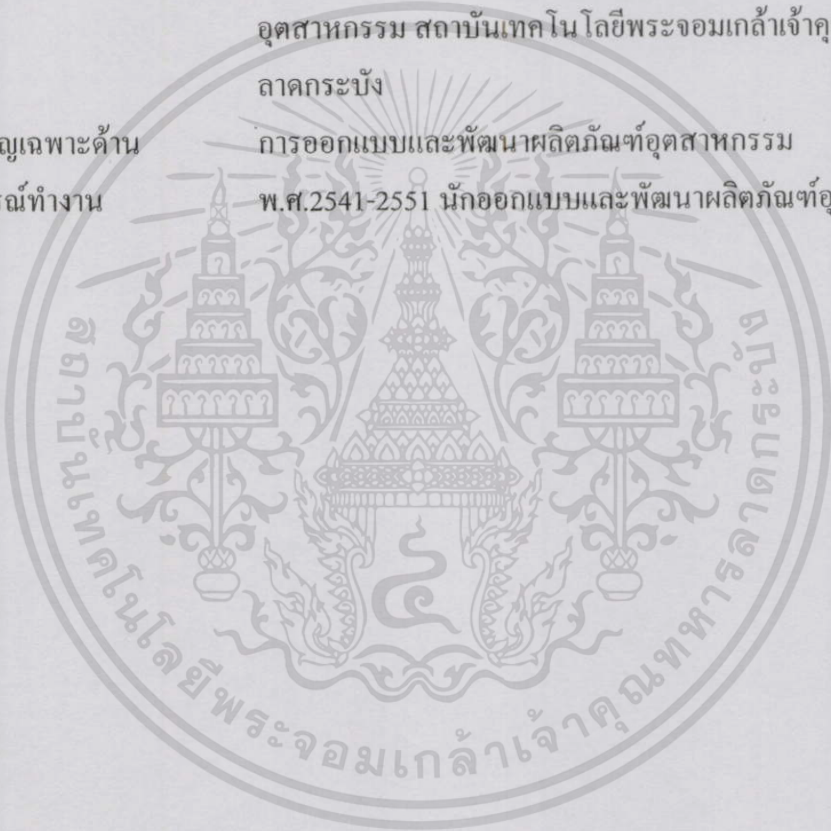 อุตสาหกรรม สถาบันเทคโนโลยีพระจอมเกล้าเจ้าคุ
ลาดกระบัง
ญเฉพาะด้าน การออกแบบและพัฒนาผลิตภัณฑ์อุตสาหกรรม
รณ์ทำงาน พ.ศ.2541-2551 นักออกแบบและพัฒนาผลิตภัณฑ์อุ
สถาบันเทคโนโลยีพระจอมเกล้าเจ้าคุณทหารลาดกระบัง
๔